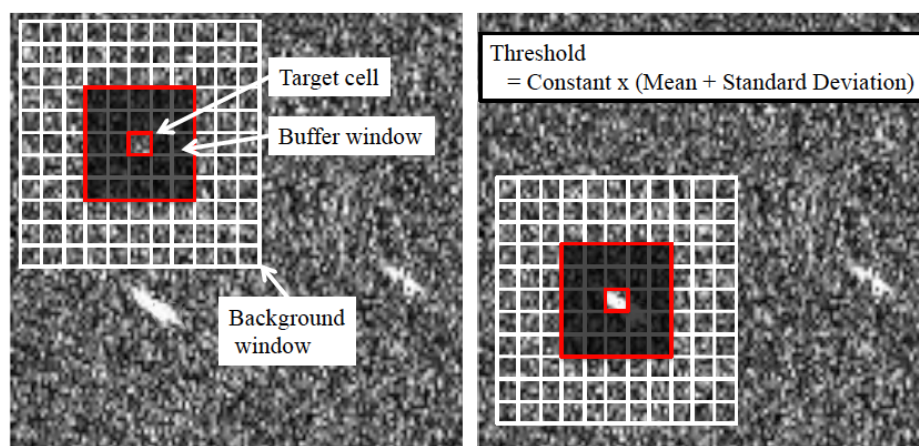 Target cell
Buffer window
Background
window
Threshold
= Constant x (Mean + Standard Deviation)